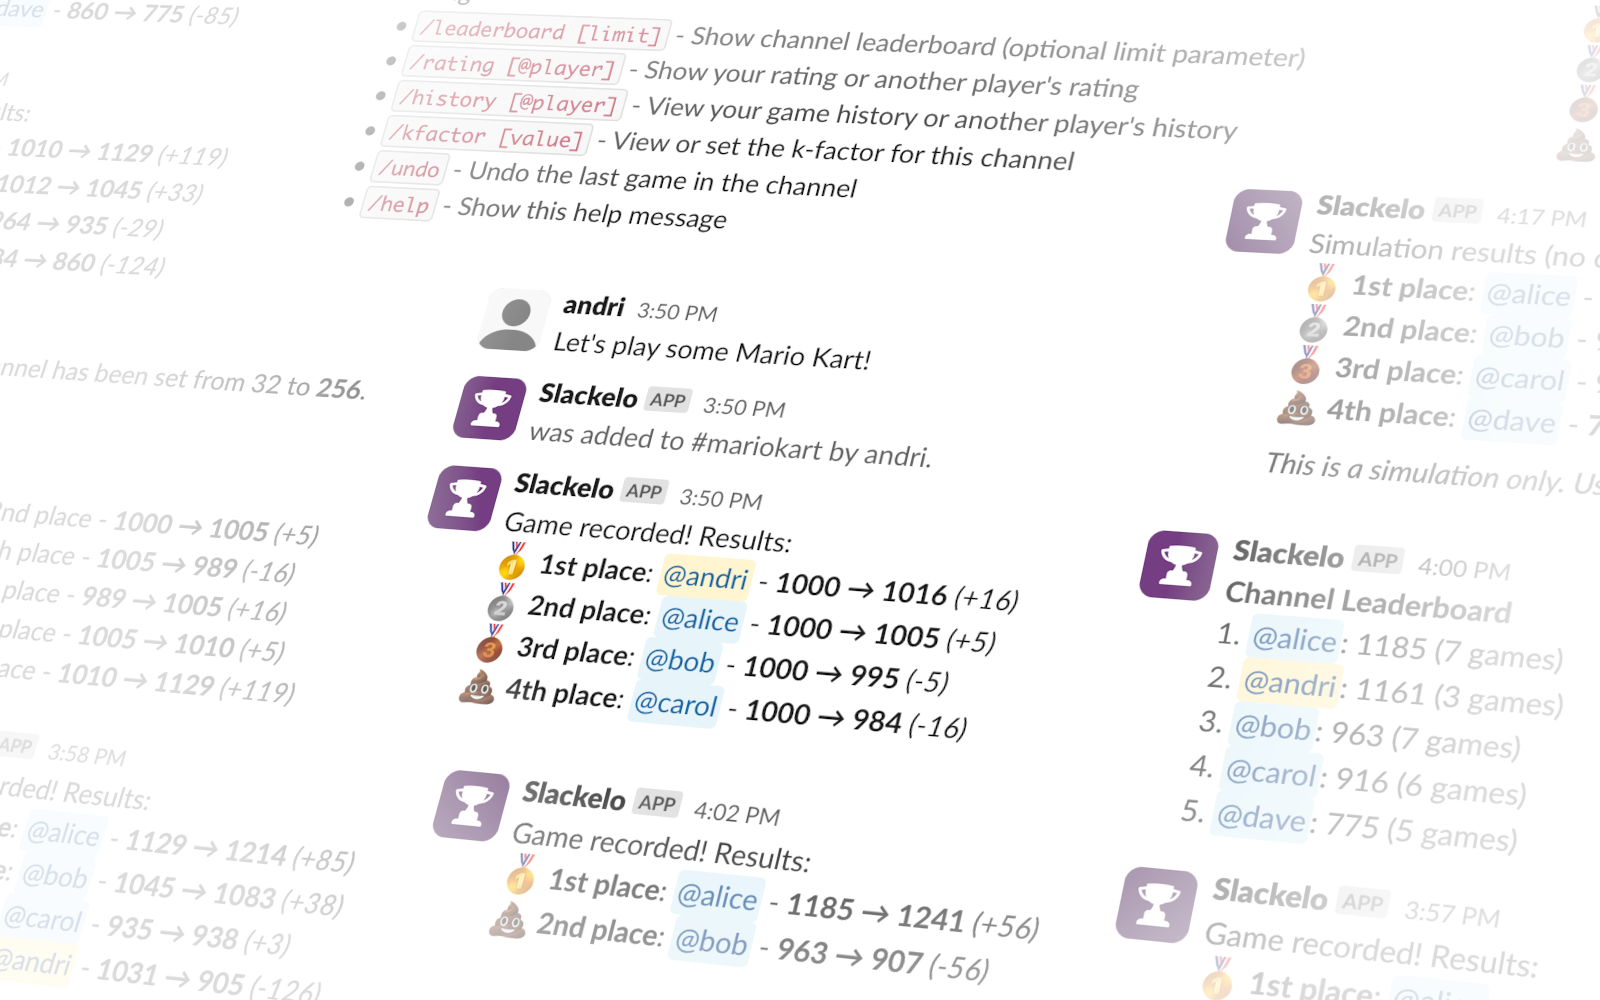 dave - 860 → 775 (-85)
1010 → 1129 (+119)
1012 → 1045 (+33)
964 → 935 (-29)
→ 860 (-124)
has been set from 32 to 256.
place - 1000 → 1005 (+5)
place - 1005 → 989 (-16)
place - 989 → 1005 (+16)
place - 1005 → 1010 (+5)
- 1010 → 1129 (+119)
APP 3:58 PM
Results:
@alice - 1129 → 1214 (+85)
@bob - 1045 → 1083 (+38)
@carol - 935 → 938 (+3)
@andri - 1031 → 905 (-126)
• /leaderboard [limit] - Show channel leaderboard (optional limit parameter)
• /rating [@player] - Show your rating or another player's rating
• /history [@player] - View your game history or another player's history
• /kfactor [value] - View or set the k-factor for this channel
• /undo - Undo the last game in the channel
• /help - Show this help message
andri 3:50 PM
Let's play some Mario Kart!
Slackelo APP 3:50 PM
was added to #mariokart by andri.
Slackelo APP 3:50 PM
Game recorded! Results:
1st place: @andri - 1000 → 1016 (+16)
2nd place: @alice - 1000 → 1005 (+5)
3rd place: @bob - 1000 → 995 (-5)
4th place: @carol - 1000 → 984 (-16)
Slackelo APP 4:02 PM
Game recorded! Results:
1st place: @alice - 1185 → 1241 (+56)
2nd place: @bob - 963 → 907 (-56)
Slackelo APP 4:17 PM
Simulation results (no
1st place: @alice -
2nd place: @bob -
3rd place: @carol -
4th place: @dave - 7
This is a simulation only. Us
Slackelo APP 4:00 PM
Channel Leaderboard
1. @alice: 1185 (7 games)
2. @andri: 1161 (3 games)
3. @bob: 963 (7 games)
4. @carol: 916 (6 games)
5. @dave: 775 (5 games)
Slackelo APP 3:57 PM
Game recorded! Results:
1st place: @alice